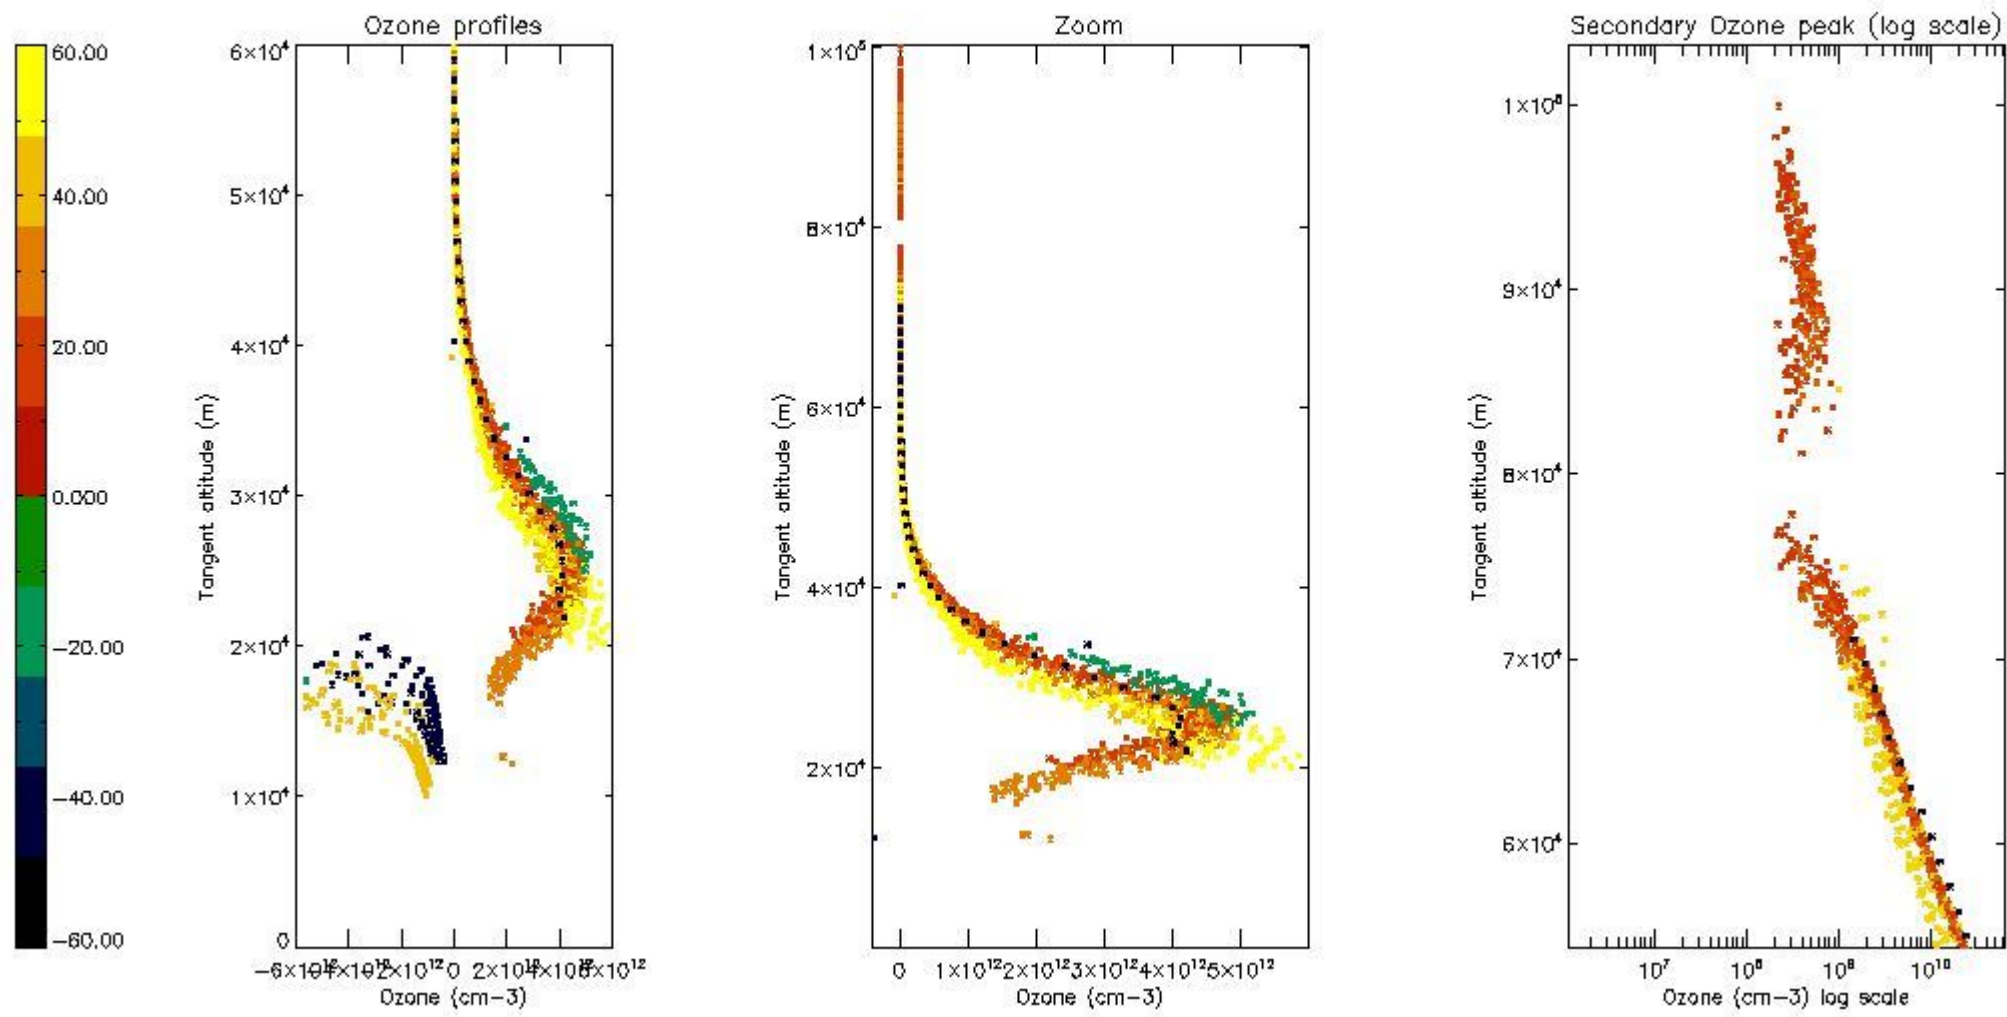 Ozone profiles
Zoom
Secondary Ozone peak (log scale)
60.00
40.00
20.00
-20.00
-40.00
-60.00
6×10⁴
5×10⁴
4×10⁴
3×10⁴
2×10⁴
1×10⁴
0
Tangent altitude (m)
0
Ozone (cm-3)
1×10⁵
8×10⁴
6×10⁴
4×10⁴
2×10⁴
Tangent altitude (m)
0 1×10¹² 2×10¹² 3×10¹² 4×10¹² 5×10¹²
Ozone (cm-3)
9×10⁴
8×10⁴
7×10⁴
6×10⁴
Tangent altitude (m)
10⁷ 10⁸ 10⁹ 10¹⁰
Ozone (cm-3) log scale